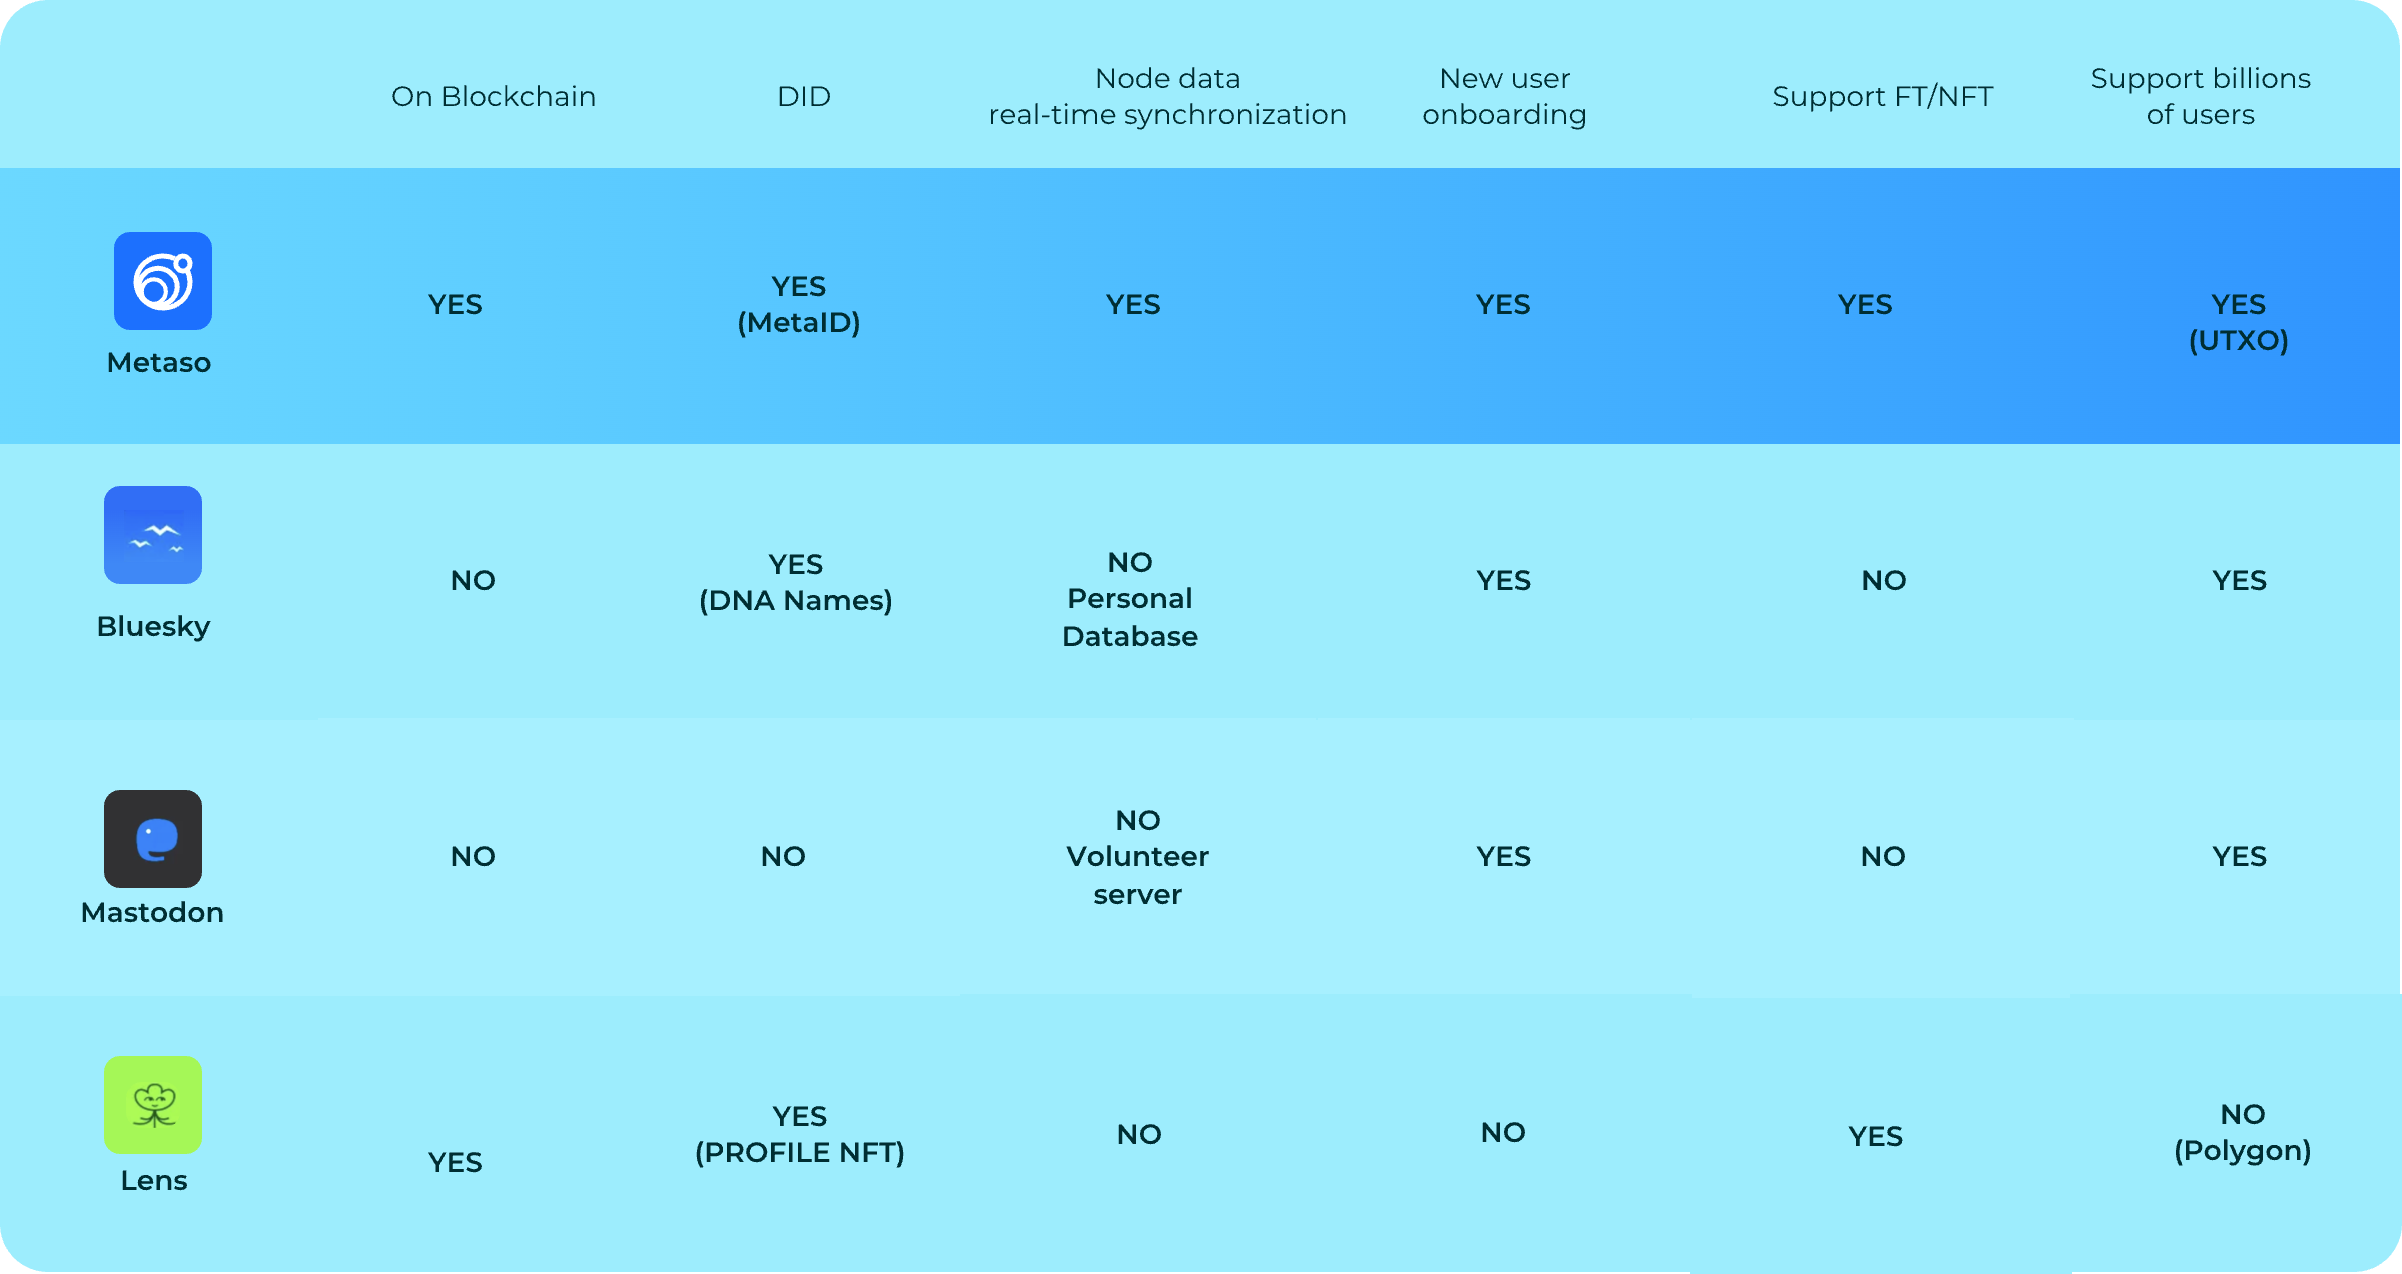 On Blockchain
DID
Node data
real-time synchronization
New user
onboarding
Support FT/NFT
Support billions
of users
Metaso
YES
YES
(MetaID)
YES
YES
YES
YES
(UTXO)
Bluesky
NO
YES
(DNA Names)
NO
Personal
Database
YES
NO
YES
Mastodon
NO
NO
NO
Volunteer
server
YES
NO
YES
Lens
YES
YES
(PROFILE NFT)
NO
NO
YES
NO
(Polygon)